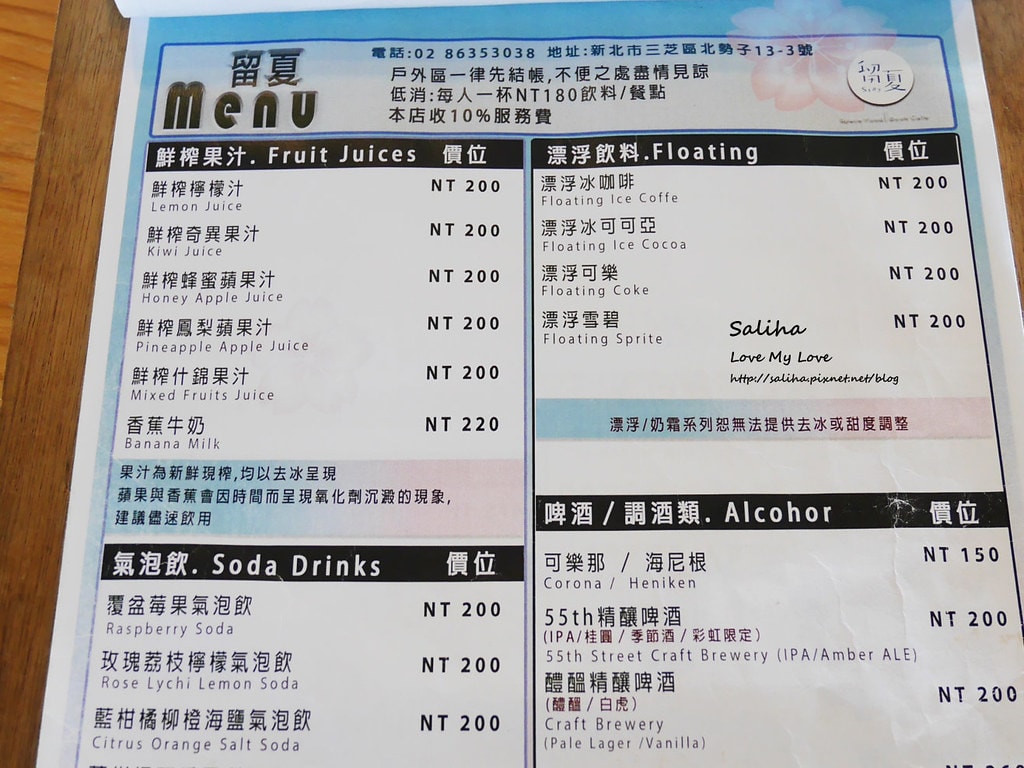 留夏
Menu
電話:02 86353038 地址:新北市三芝區北勢子13-3號
戶外區一律先結帳,不便之處盡情見諒
低消:每人一杯NT180飲料/餐點
本店收10%服務費
留夏
鮮榨果汁. Fruit Juices 價位
鮮榨檸檬汁 NT 200
Lemon Juice
鮮榨奇異果汁 NT 200
Kiwi Juice
鮮榨蜂蜜蘋果汁 NT 200
Honey Apple Juice
鮮榨鳳梨蘋果汁 NT 200
Pineapple Apple Juice
鮮榨什錦果汁 NT 200
Mixed Fruits Juice
香蕉牛奶 NT 220
Banana Milk
果汁為新鮮現榨,均以去冰呈現
蘋果與香蕉會因時間而呈現氧化劑沉澱的現象,
建議儘速飲用
氣泡飲. Soda Drinks 價位
覆盆莓果氣泡飲 NT 200
Raspberry Soda
玫瑰荔枝檸檬氣泡飲 NT 200
Rose Lychi Lemon Soda
藍柑橘柳橙海鹽氣泡飲 NT 200
Citrus Orange Salt Soda
漂浮飲料.Floating 價位
漂浮冰咖啡 NT 200
Floating Ice Coffe
漂浮冰可可亞 NT 200
Floating Ice Cocoa
漂浮可樂 NT 200
Floating Coke
漂浮雪碧 NT 200
Floating Sprite
Saliha
Love My Love
http://saliha.pixnet.net/blog
漂浮/奶霜系列恕無法提供去冰或甜度調整
啤酒 / 調酒類. Alcohor 價位
可樂那 / 海尼根 NT 150
Corona / Heniken
55th精釀啤酒 NT 200
(IPA/桂圓 / 季節酒 / 彩虹限定)
55th Street Craft Brewery (IPA/Amber ALE)
醴醞精釀啤酒 NT 200
(醴醞 / 白虎)
Craft Brewery
(Pale Lager /Vanilla)